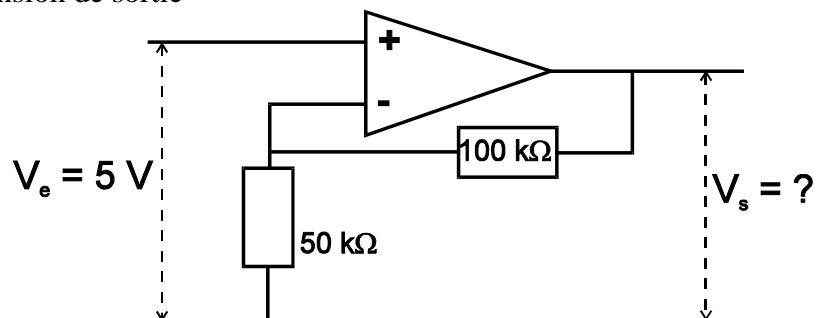 nsion de sortie
+
-
100 kΩ
Ve = 5 V
Vs = ?
50 kΩ